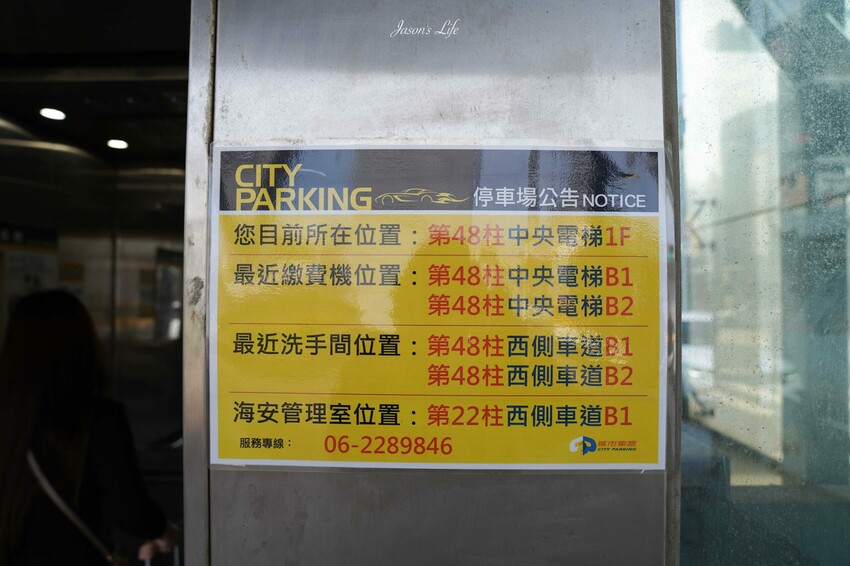 Jason's Life
CITY
PARKING
停車場公告 NOTICE
您目前所在位置：第48柱中央電梯1F
最近繳費機位置：第48柱中央電梯B1
第48柱中央電梯B2
最近洗手間位置：第48柱西側車道B1
第48柱西側車道B2
海安管理室位置：第22柱西側車道B1
服務專線： 06-2289846
城市車旅
CITY PARKING